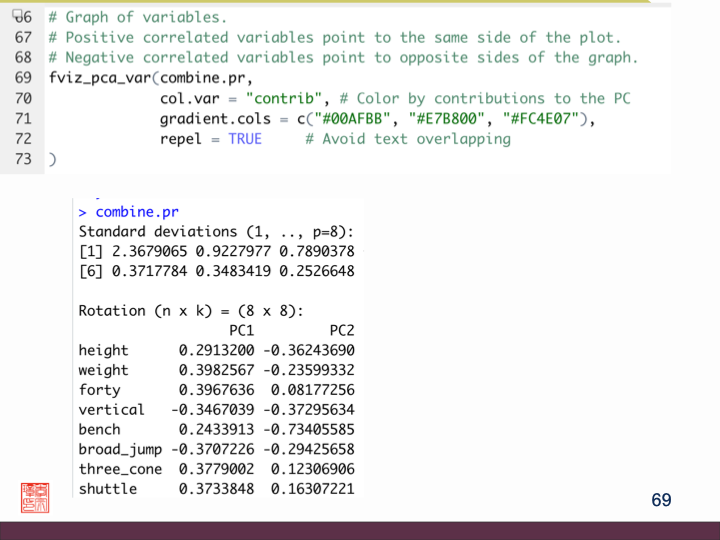 66 # Graph of variables.
67 # Positive correlated variables point to the same side of the plot.
68 # Negative correlated variables point to opposite sides of the graph.
69 fviz_pca_var(combine.pr,
70 col.var = "contrib", # Color by contributions to the PC
71 gradient.cols = c("#00AFBB", "#E7B800", "#FC4E07"),
72 repel = TRUE # Avoid text overlapping
73 )
> combine.pr
Standard deviations (1, .., p=8):
[1] 2.3679065 0.9227977 0.7890378
[6] 0.3717784 0.3483419 0.2526648
Rotation (n x k) = (8 x 8):
PC1 PC2
height 0.2913200 -0.36243690
weight 0.3982567 -0.23599332
forty 0.3967636 0.08177256
vertical -0.3467039 -0.37295634
bench 0.2433913 -0.73405585
broad_jump -0.3707226 -0.29425658
three_cone 0.3779002 0.12306906
shuttle 0.3733848 0.16307221
69